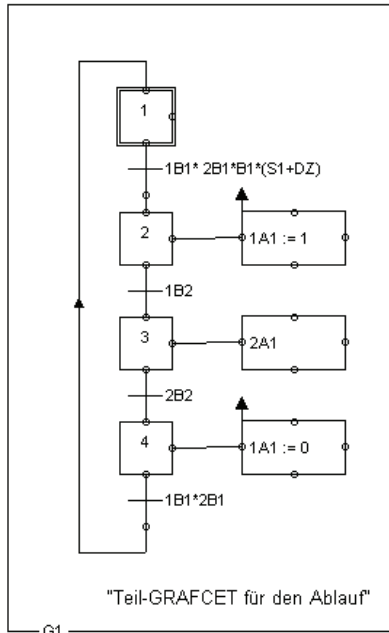 1
1B1* 2B1*B1*(S1+DZ)
2
1A1 := 1
1B2
3
2A1
2B2
4
1A1 := 0
1B1*2B1
"Teil-GRAFCET für den Ablauf"
G1